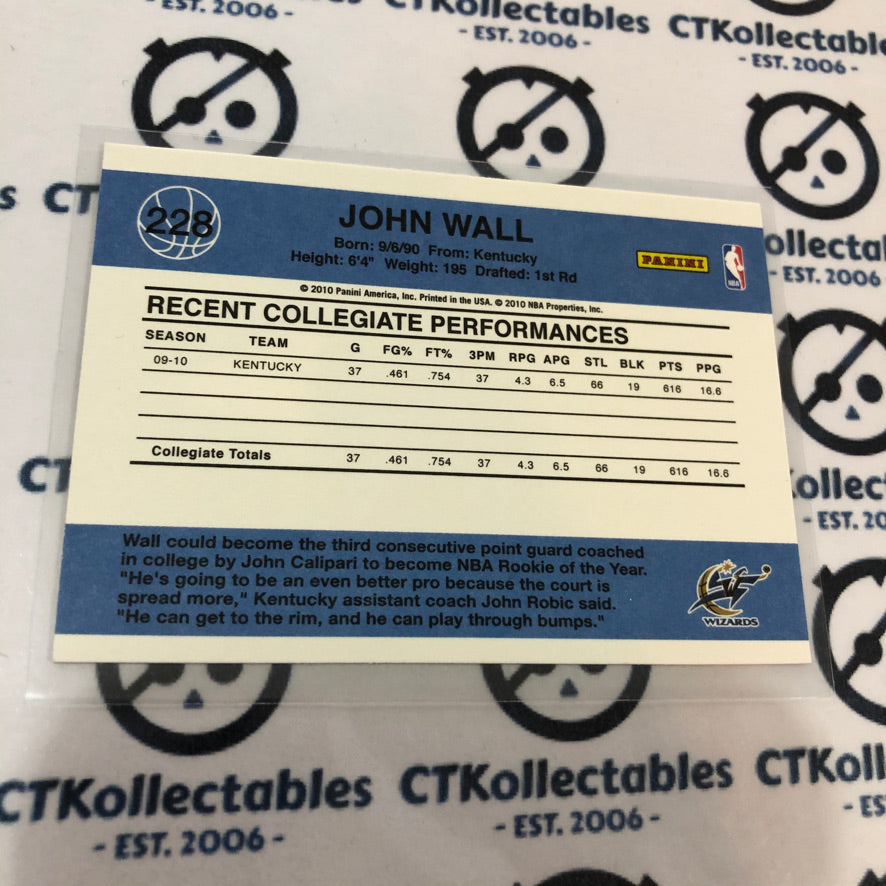 EST. 2006 -
CTKollectables
- EST. 2006 -
CTKollectabl
- EST. 2006 -
s CT
ollectal
- EST. 2006
228
JOHN WALL
Born: 9/6/90 From: Kentucky
Height: 6'4" Weight: 195 Drafted: 1st Rd
PANINI
NBA
© 2010 Panini America, Inc. Printed in the USA. © 2010 NBA Properties, Inc.
RECENT COLLEGIATE PERFORMANCES
SEASON TEAM G FG% FT% 3PM RPG APG STL BLK PTS PPG
09-10 KENTUCKY 37 .461 .754 37 4.3 6.5 66 19 616 16.6
Collegiate Totals 37 .461 .754 37 4.3 6.5 66 19 616 16.6
CT
ollec
- EST. 20
Wall could become the third consecutive point guard coached
in college by John Calipari to become NBA Rookie of the Year.
"He's going to be an even better pro because the court is
spread more," Kentucky assistant coach John Robic said.
"He can get to the rim, and he can play through bumps."
WIZARDS
CTKollectables
- EST. 2006 -
CTKollectables
- EST. 2006 -
CTKoll
- ES